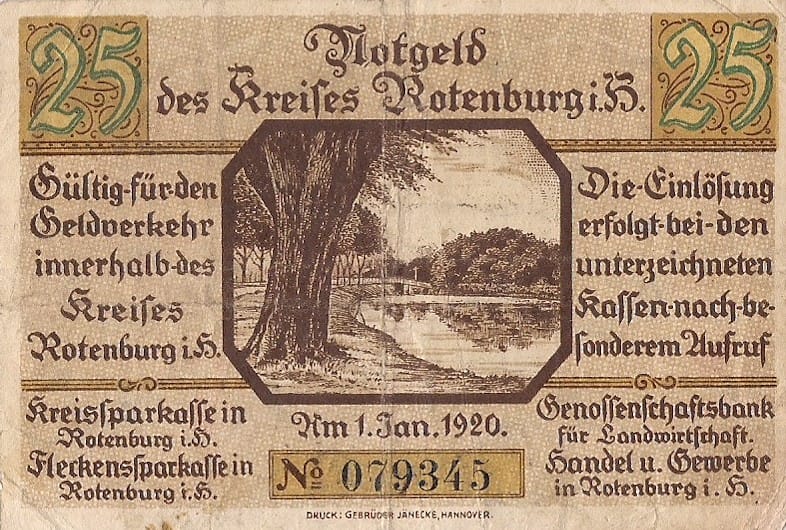 25
Notgeld
25
des Kreises Rotenburg i. H.
Gültig für den
Geldverkehr
innerhalb des
Kreises
Rotenburg i. H.
Die Einlösung
erfolgt bei den
unterzeichneten
Kassen nach be-
sonderem Aufruf
Kreissparkasse in
Rotenburg i. H.
Fleckenssparkasse in
Rotenburg i. H.
Am 1. Jan. 1920.
No 079345
Genossenschaftsbank
für Landwirtschaft.
Handel u. Gewerbe
in Rotenburg i. H.
DRUCK: GEBRÜDER JÄNECKE, HANNOVER.